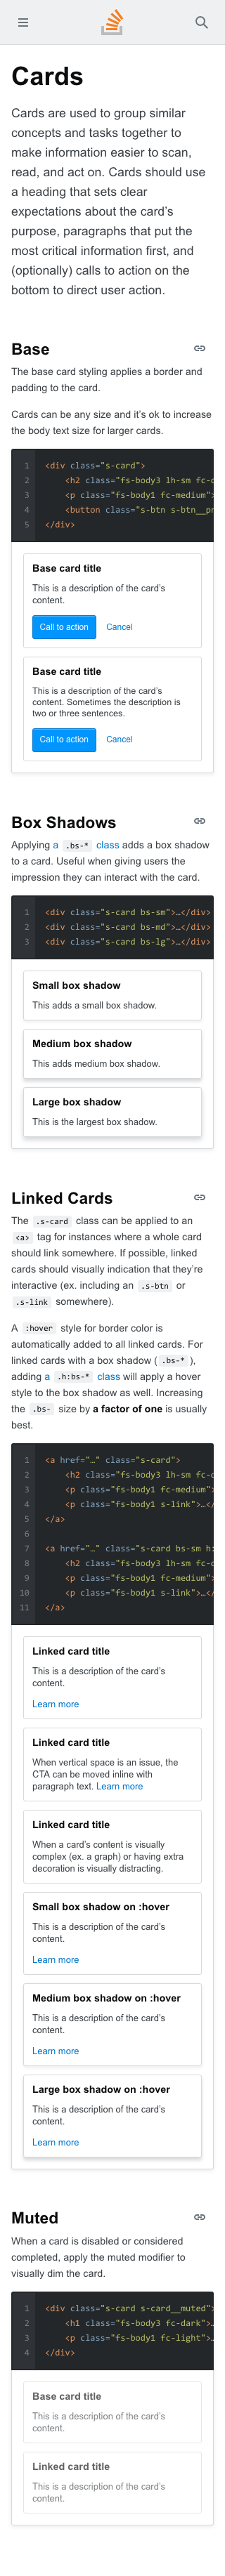 Cards
Cards are used to group similar
concepts and tasks together to
make information easier to scan,
read, and act on. Cards should use
a heading that sets clear
expectations about the card’s
purpose, paragraphs that put the
most critical information first, and
(optionally) calls to action on the
bottom to direct user action.
Base
The base card styling applies a border and
padding to the card.
Cards can be any size and it’s ok to increase
the body text size for larger cards.
1 <div class="s-card">
2 <h2 class="fs-body3 lh-sm fc-
3 <p class="fs-body1 fc-medium">
4 <button class="s-btn s-btn__pr
5 </div>
Base card title
This is a description of the card’s
content.
Call to action Cancel
Base card title
This is a description of the card’s
content. Sometimes the description is
two or three sentences.
Call to action Cancel
Box Shadows
Applying a .bs-* class adds a box shadow
to a card. Useful when giving users the
impression they can interact with the card.
1 <div class="s-card bs-sm">…</div>
2 <div class="s-card bs-md">…</div>
3 <div class="s-card bs-lg">…</div>
Small box shadow
This adds a small box shadow.
Medium box shadow
This adds medium box shadow.
Large box shadow
This is the largest box shadow.
Linked Cards
The .s-card class can be applied to an
<a> tag for instances where a whole card
should link somewhere. If possible, linked
cards should visually indication that they’re
interactive (ex. including an .s-btn or
.s-link somewhere).
A :hover style for border color is
automatically added to all linked cards. For
linked cards with a box shadow ( .bs-* ),
adding a .h:bs-* class will apply a hover
style to the box shadow as well. Increasing
the .bs- size by a factor of one is usually
best.
1 <a href="…" class="s-card">
2 <h2 class="fs-body3 lh-sm fc-
3 <p class="fs-body1 fc-medium">
4 <p class="fs-body1 s-link">…</
5 </a>
6
7 <a href="…" class="s-card bs-sm h:
8 <h2 class="fs-body3 lh-sm fc-
9 <p class="fs-body1 fc-medium">
10 <p class="fs-body1 s-link">…</
11 </a>
Linked card title
This is a description of the card’s
content.
Learn more
Linked card title
When vertical space is an issue, the
CTA can be moved inline with
paragraph text. Learn more
Linked card title
When a card’s content is visually
complex (ex. a graph) or having extra
decoration is visually distracting.
Small box shadow on :hover
This is a description of the card’s
content.
Learn more
Medium box shadow on :hover
This is a description of the card’s
content.
Learn more
Large box shadow on :hover
This is a description of the card’s
content.
Learn more
Muted
When a card is disabled or considered
completed, apply the muted modifier to
visually dim the card.
1 <div class="s-card s-card__muted">
2 <h1 class="fs-body3 fc-dark">…
3 <p class="fs-body1 fc-light">…
4 </div>
Base card title
This is a description of the card’s
content.
Linked card title
This is a description of the card’s
content.